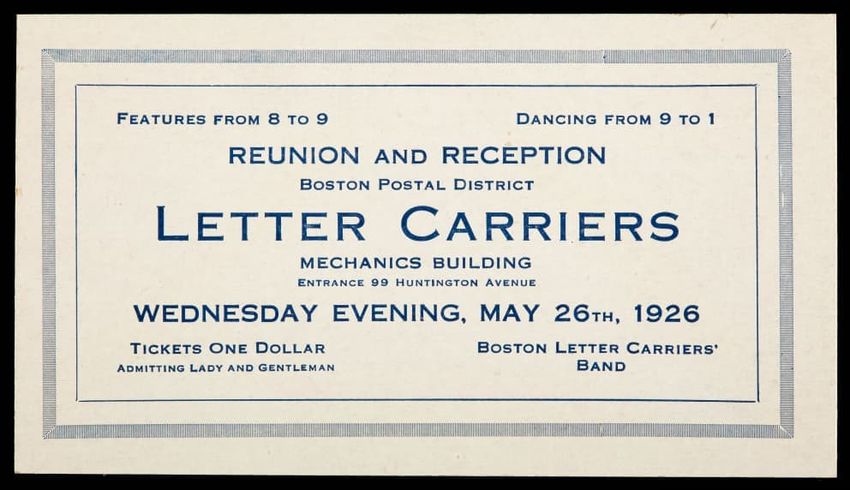 Features from 8 to 9 Dancing from 9 to 1
REUNION AND RECEPTION
Boston Postal District
Letter Carriers
MECHANICS BUILDING
Entrance 99 Huntington Avenue
WEDNESDAY EVENING, MAY 26TH, 1926
Tickets One Dollar
Admitting Lady and Gentleman
Boston Letter Carriers'
Band